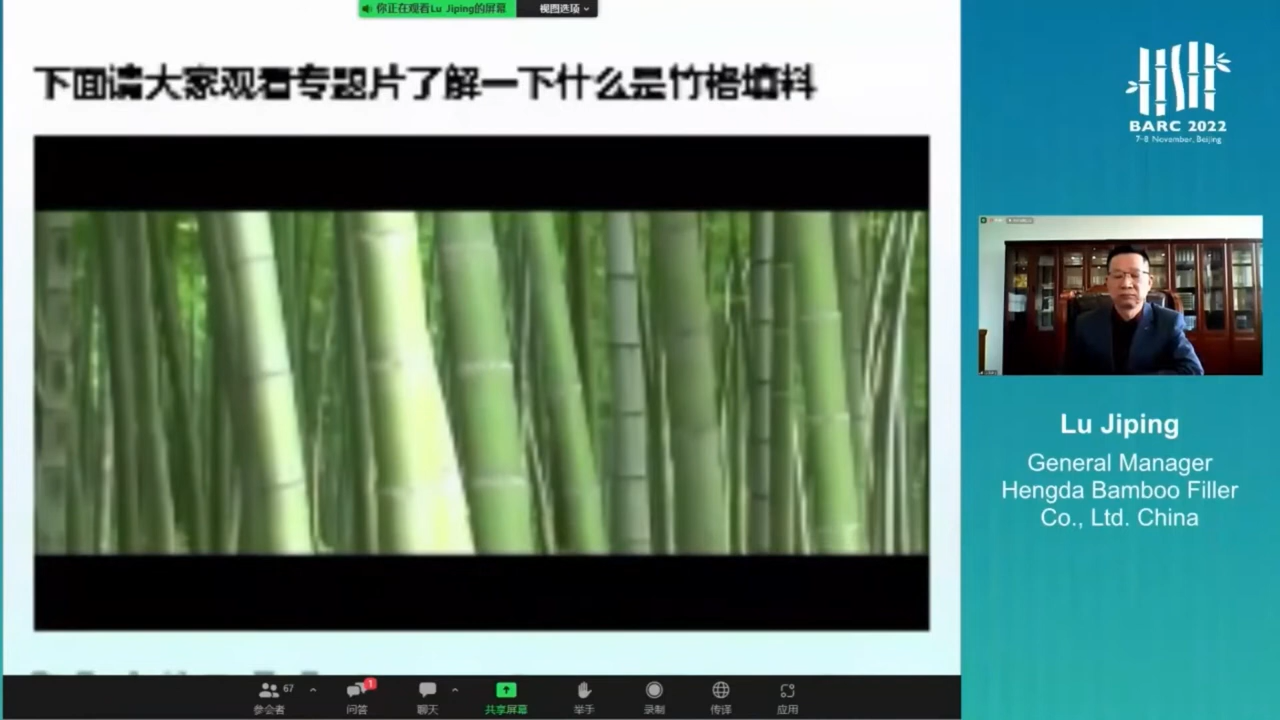 你正在观看Lu Jiping的屏幕
视图选项
下面请大家观看专题片了解一下什么是竹格填料
BARC 2022
7-8 November, Beijing
Lu Jiping
General Manager
Hengda Bamboo Filler
Co., Ltd. China
67
1
参会者
问答
聊天
共享屏幕
举手
录制
传译
应用